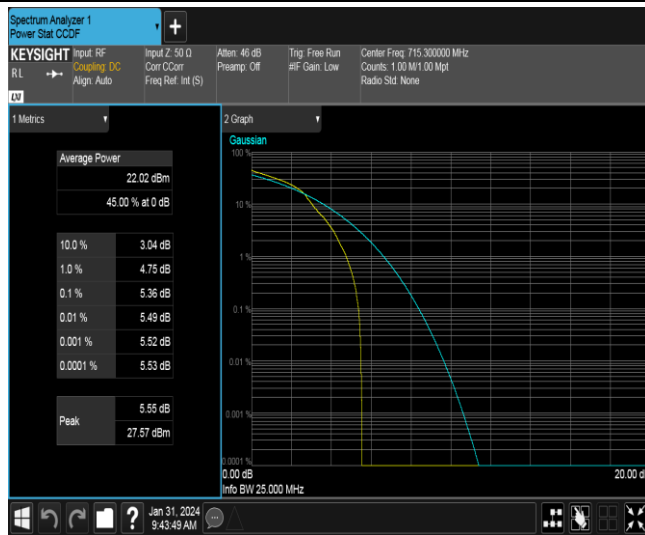 Spectrum Analyzer 1
Power Stat CCDF
+
KEYSIGHT
RL
LXI
Input: RF
Coupling: DC
Align: Auto
Input Z: 50 Ω
Corr CCorr
Freq Ref: Int (S)
Atten: 46 dB
Preamp: Off
Trig: Free Run
#IF Gain: Low
Center Freq: 715.300000 MHz
Counts: 1.00 M/1.00 Mpt
Radio Std: None
1 Metrics
Average Power
22.02 dBm
45.00 % at 0 dB
10.0 % 3.04 dB
1.0 % 4.75 dB
0.1 % 5.36 dB
0.01 % 5.49 dB
0.001 % 5.52 dB
0.0001 % 5.53 dB
Peak
5.55 dB
27.57 dBm
2 Graph
Gaussian
100 %
10 %
1 %
0.1 %
0.01 %
0.001 %
0.0001 %
0.00 dB
20.00 d
Info BW 25.000 MHz
?
Jan 31, 2024
9:43:49 AM